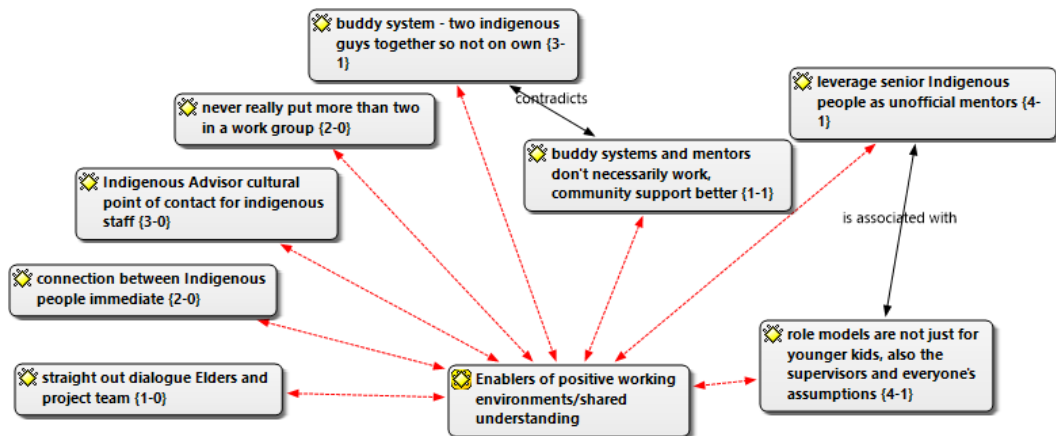 buddy system - two indigenous
guys together so not on own {3-
1}
contradicts
leverage senior Indigenous
people as unofficial mentors {4-
1}
never really put more than two
in a work group {2-0}
buddy systems and mentors
don't necessarily work,
community support better {1-1}
Indigenous Advisor cultural
point of contact for indigenous
staff {3-0}
is associated with
connection between Indigenous
people immediate {2-0}
role models are not just for
younger kids, also the
supervisors and everyone's
assumptions {4-1}
straight out dialogue Elders and
project team {1-0}
Enablers of positive working
environments/shared
understanding